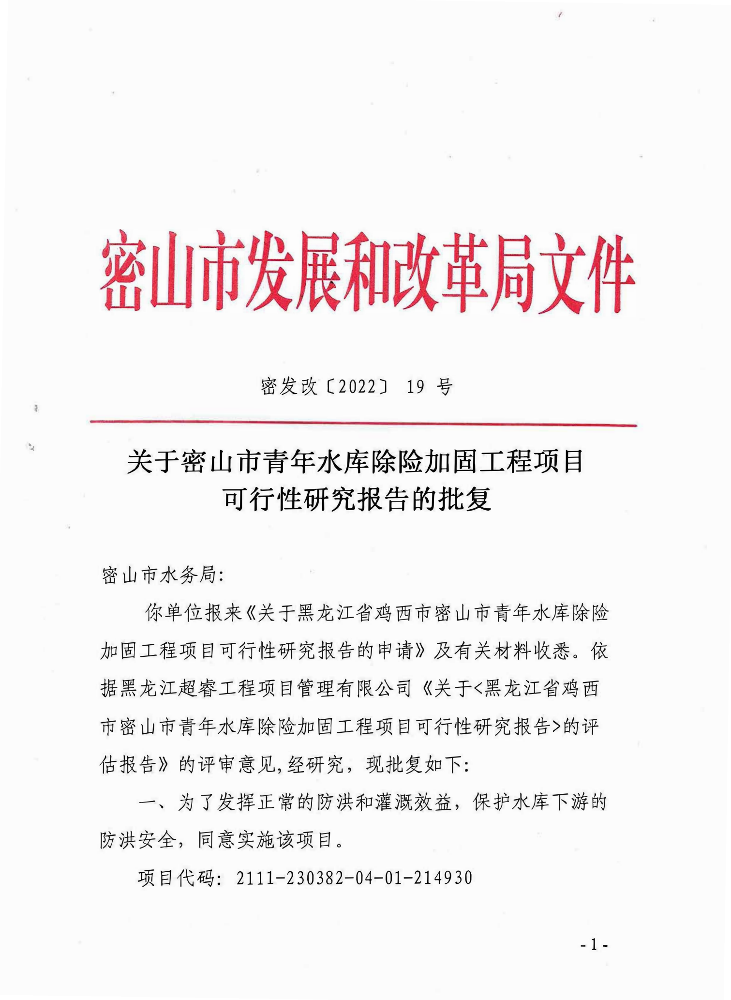 密山市发展和改革局文件
密发改〔2022〕 19 号
关于密山市青年水库除险加固工程项目
可行性研究报告的批复
密山市水务局：
你单位报来《关于黑龙江省鸡西市密山市青年水库除险
加固工程项目可行性研究报告的申请》及有关材料收悉。依
据黑龙江超睿工程项目管理有限公司《关于<黑龙江省鸡西
市密山市青年水库除险加固工程项目可行性研究报告>的评
估报告》的评审意见,经研究，现批复如下：
一、为了发挥正常的防洪和灌溉效益，保护水库下游的
防洪安全，同意实施该项目。
项目代码：2111-230382-04-01-214930
- 1 -